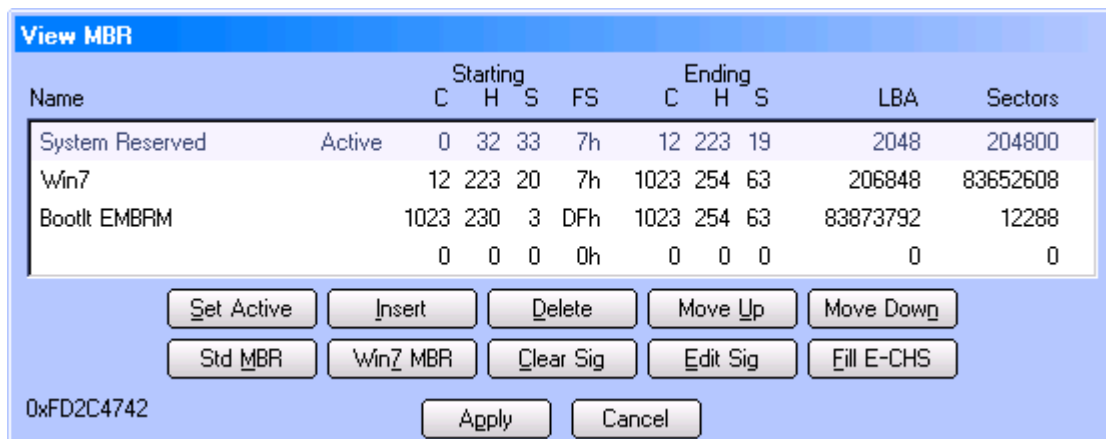 View MBR
Starting Ending
Name C H S FS C H S LBA Sectors
System Reserved Active 0 32 33 7h 12 223 19 2048 204800
Win7 12 223 20 7h 1023 254 63 206848 83652608
BootIt EMBRM 1023 230 3 DFh 1023 254 63 83873792 12288
0 0 0 0h 0 0 0 0 0
Set Active Insert Delete Move Up Move Down
Std MBR Win7 MBR Clear Sig Edit Sig Fill E-CHS
0xFD2C4742 Apply Cancel